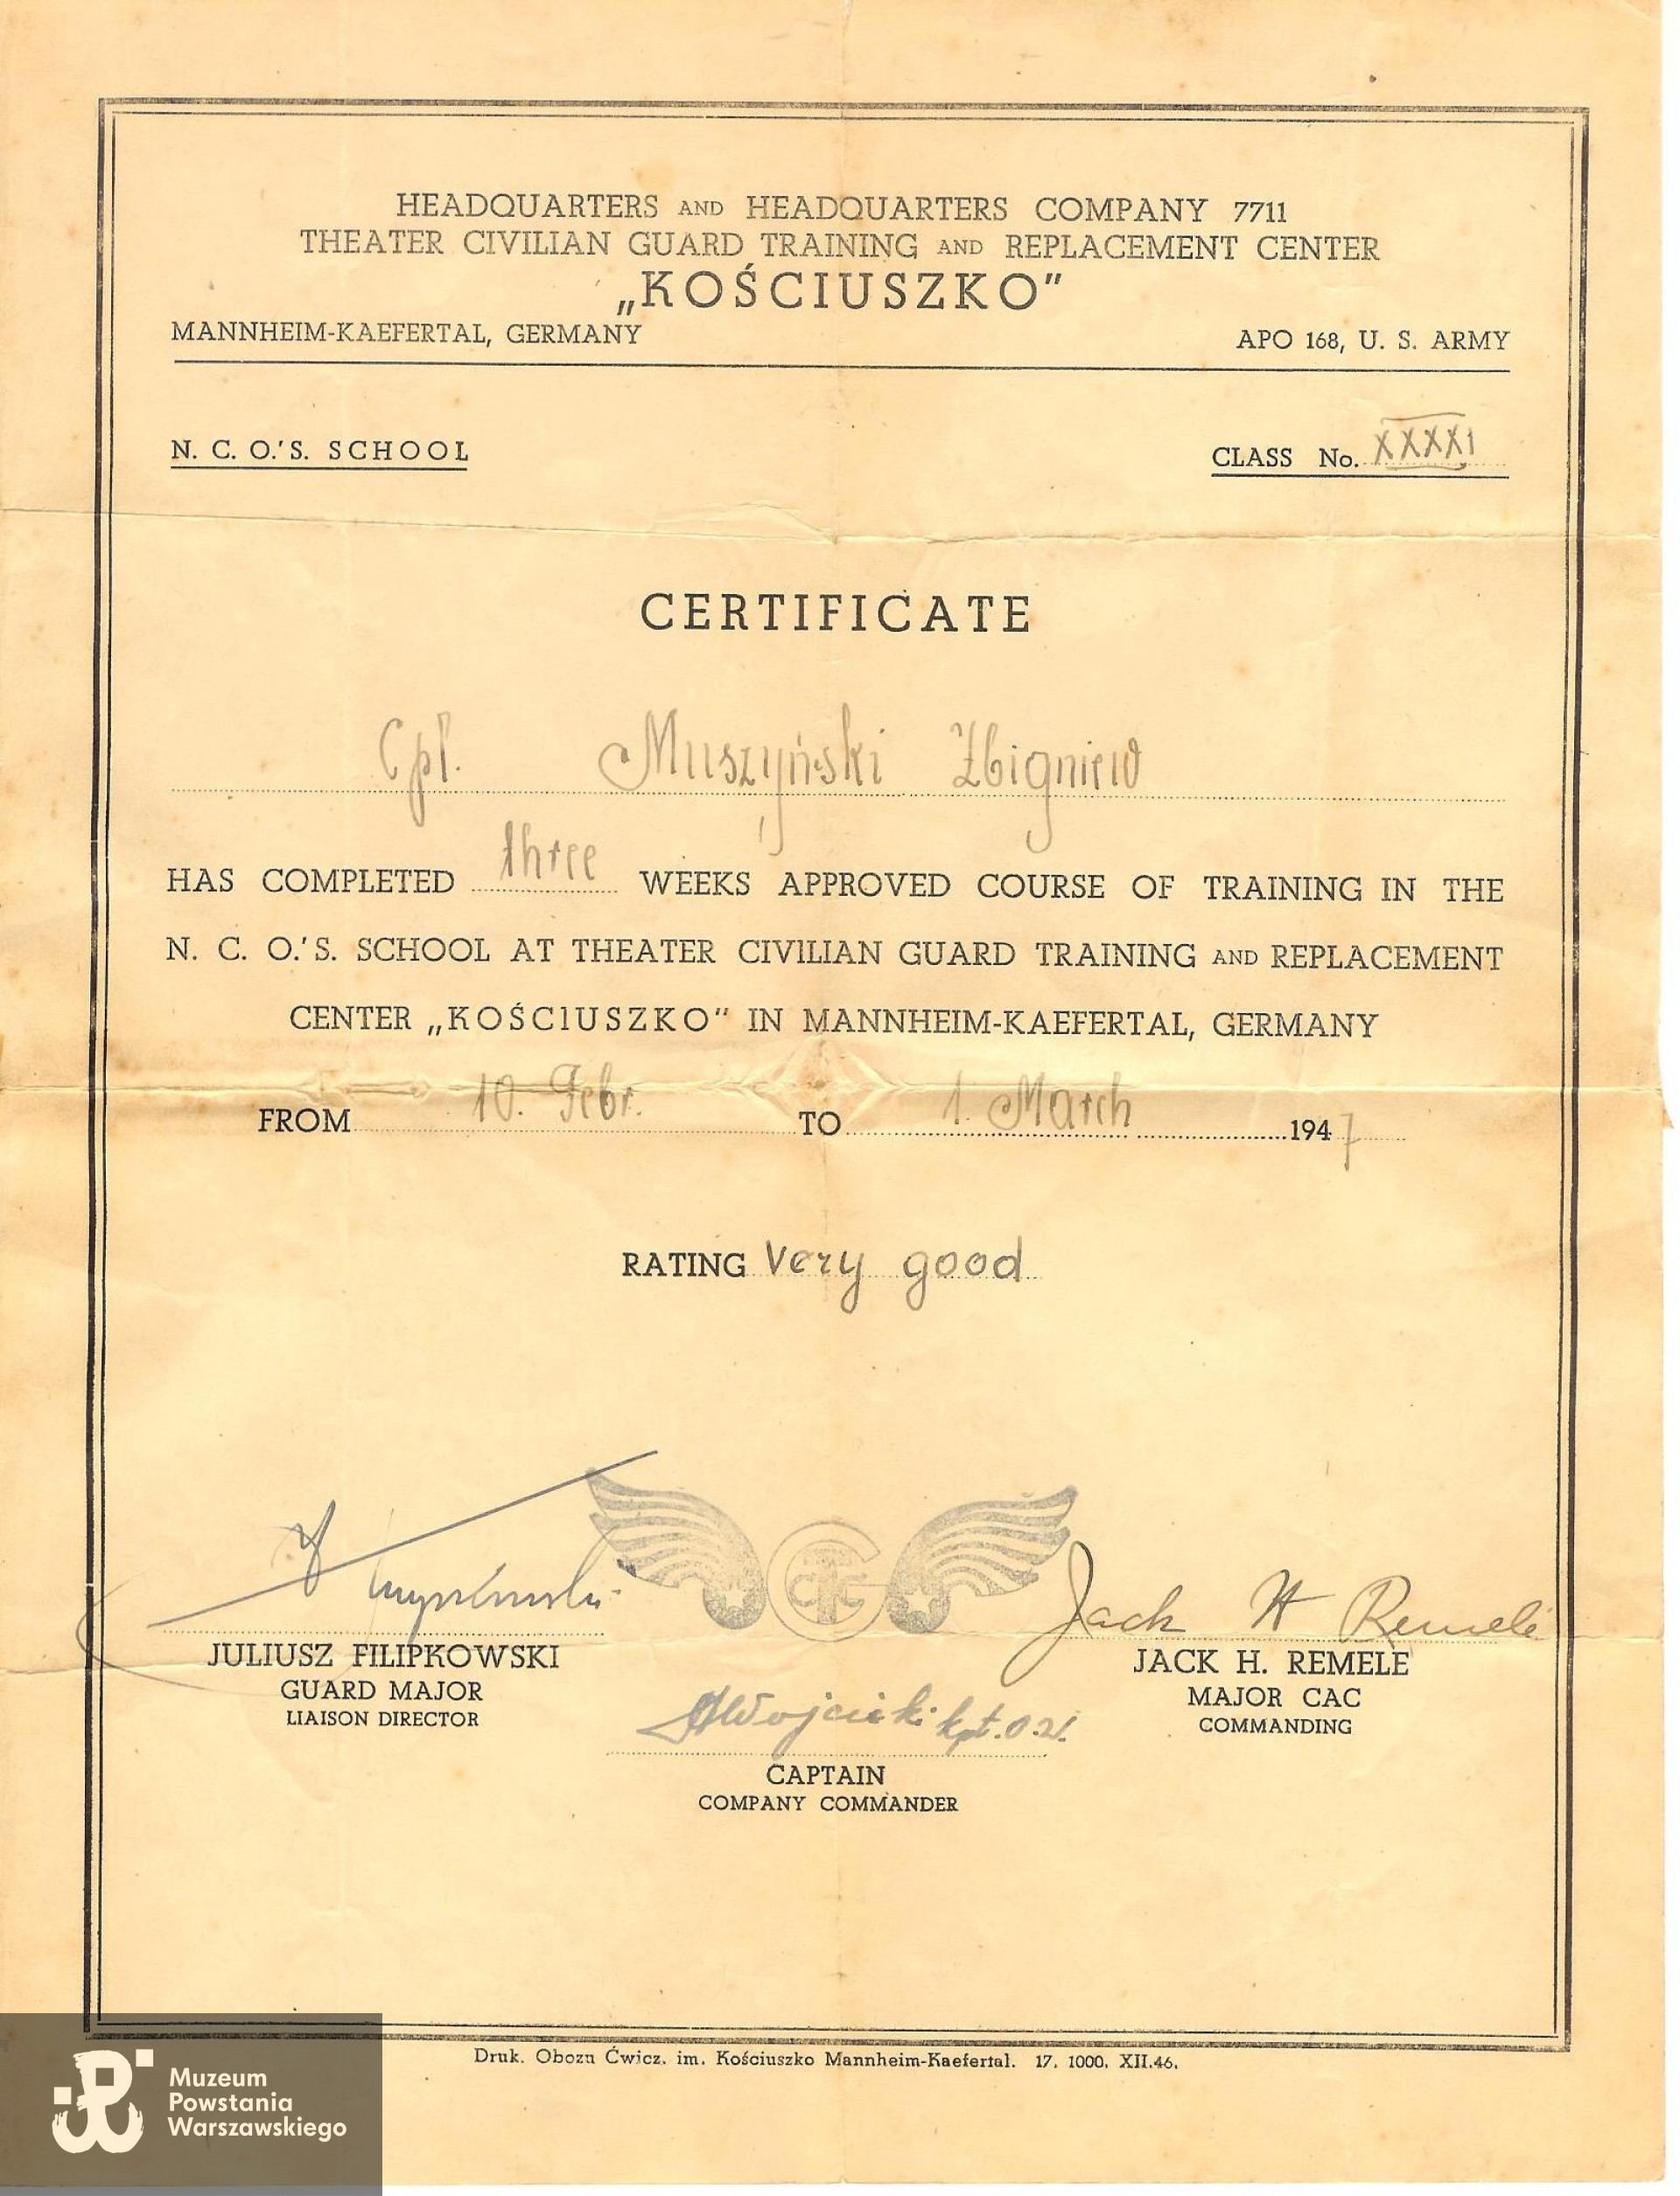 HEADQUARTERS AND HEADQUARTERS COMPANY 7711
THEATER CIVILIAN GUARD TRAINING AND REPLACEMENT CENTER
„KOŚCIUSZKO”
MANNHEIM-KAEFERTAL, GERMANY APO 168, U. S. ARMY
N. C. O.'S. SCHOOL CLASS No. XXXXI
CERTIFICATE
Cpl. Muszyński Zbigniew
HAS COMPLETED three WEEKS APPROVED COURSE OF TRAINING IN THE
N. C. O.'S. SCHOOL AT THEATER CIVILIAN GUARD TRAINING AND REPLACEMENT
CENTER „KOŚCIUSZKO” IN MANNHEIM-KAEFERTAL, GERMANY
FROM 10. Febr. TO 1. March 1947
RATING very good
CTG
Jack H Remele
JULIUSZ FILIPKOWSKI
GUARD MAJOR
LIAISON DIRECTOR
JACK H. REMELE
MAJOR CAC
COMMANDING
Wojcicki kpt.
CAPTAIN
COMPANY COMMANDER
Druk. Obozu Ćwicz. im. Kościuszko Mannheim-Kaefertal. 17. 1000. XII.46.
Muzeum
Powstania
Warszawskiego